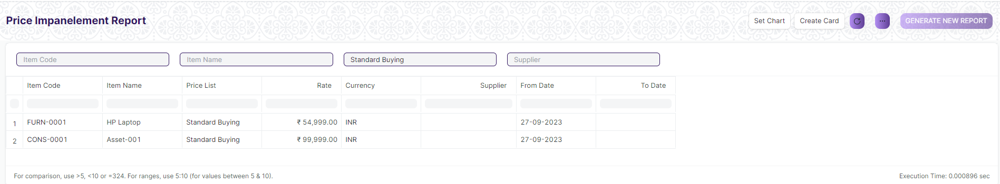 Price Impanelement Report
Set Chart Create Card ... GENERATE NEW REPORT
Item Code Item Name Standard Buying Supplier
Item Code Item Name Price List Rate Currency Supplier From Date To Date
1 FURN-0001 HP Laptop Standard Buying ₹ 54,999.00 INR 27-09-2023
2 CONS-0001 Asset-001 Standard Buying ₹ 99,999.00 INR 27-09-2023
For comparison, use >5, <10 or =324. For ranges, use 5:10 (for values between 5 & 10). Execution Time: 0.000896 sec